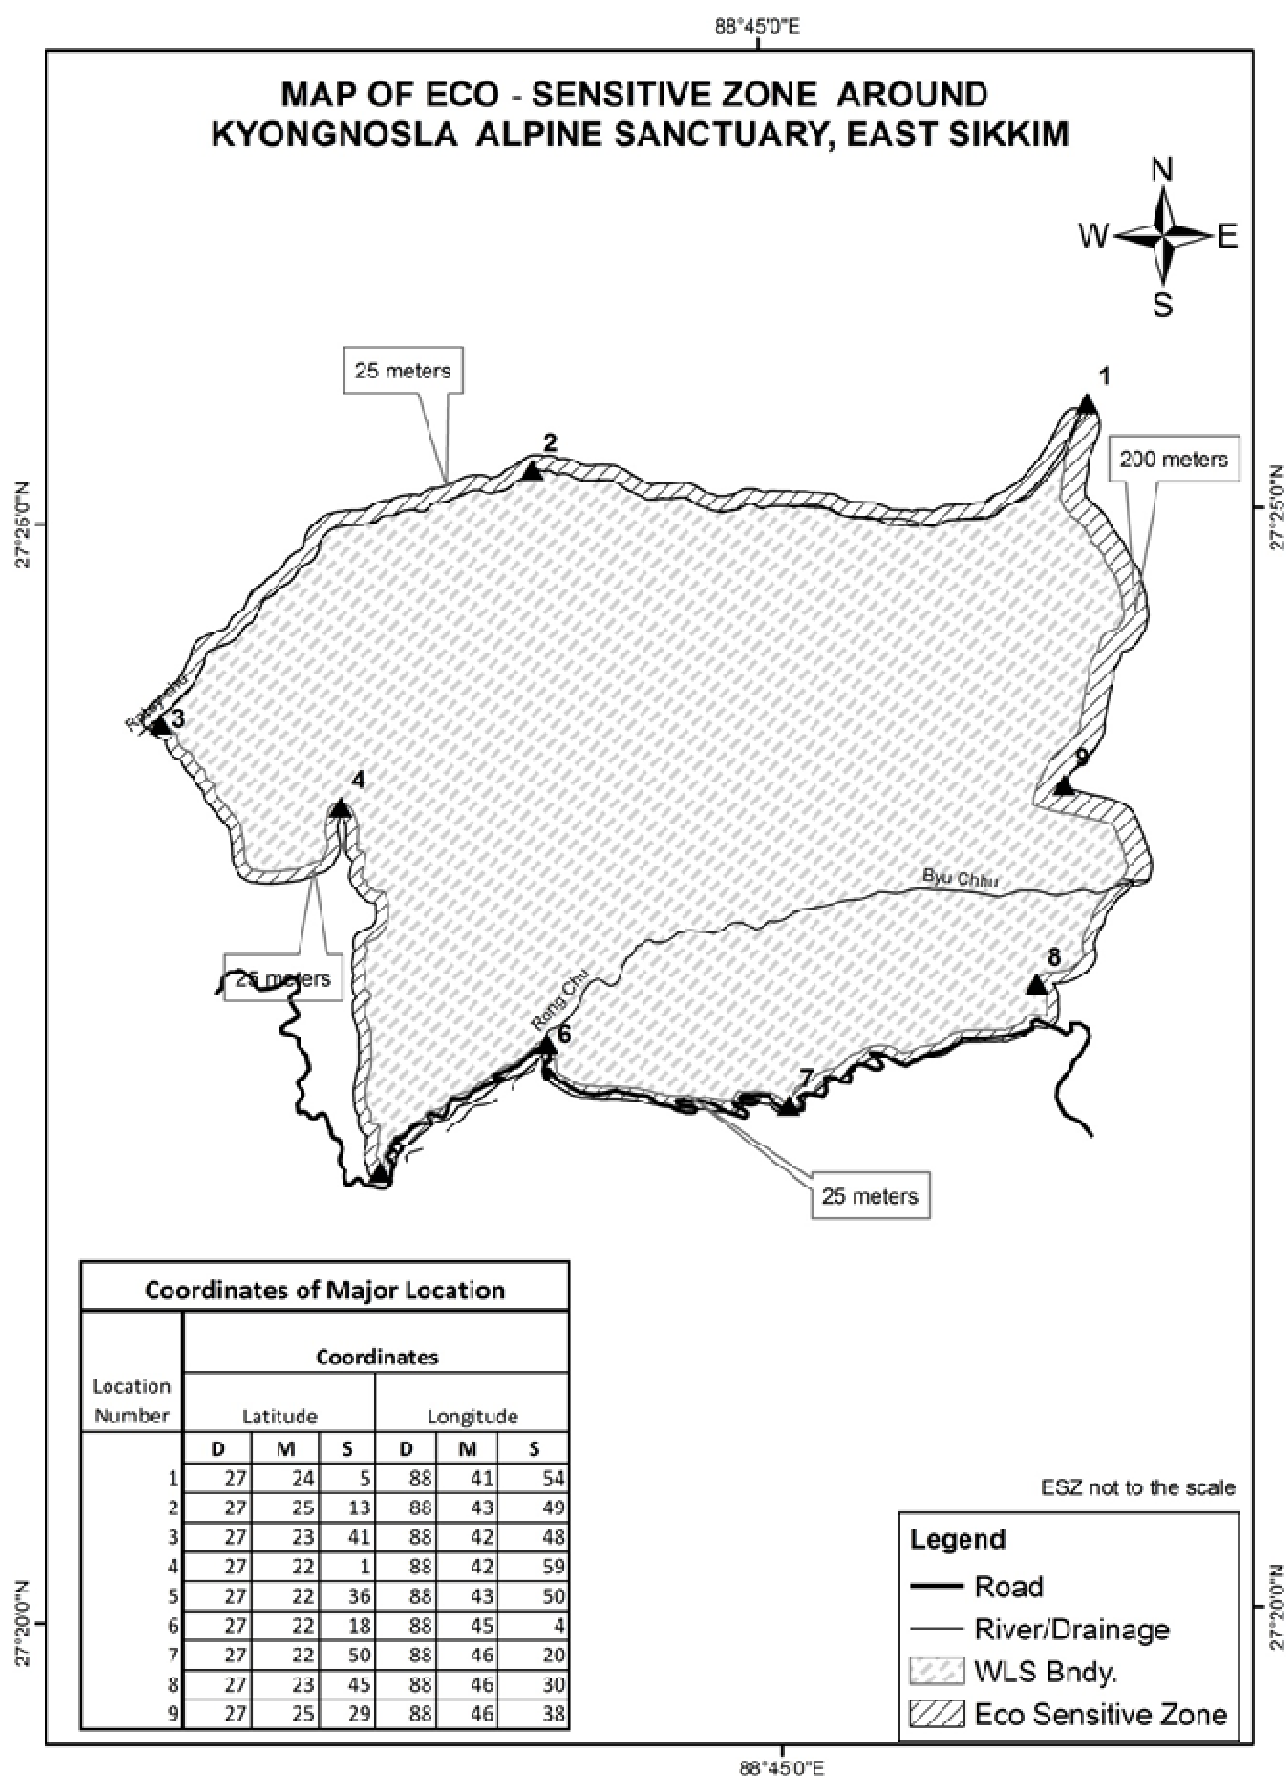 88°45'0"E
MAP OF ECO - SENSITIVE ZONE AROUND
KYONGNOSLA ALPINE SANCTUARY, EAST SIKKIM
N
W E
S
25 meters
1
2
200 meters
27°25'0"N
27°25'0"N
3
4
9
Byu Chhu
25 meters
8
Rong Chu
6
7
25 meters
Coordinates of Major Location
Coordinates
Location
Number
Latitude Longitude
D M S D M S
1 27 24 5 88 41 54
2 27 25 13 88 43 49
3 27 23 41 88 42 48
4 27 22 1 88 42 59
5 27 22 36 88 43 50
6 27 22 18 88 45 4
7 27 22 50 88 46 20
8 27 23 45 88 46 30
9 27 25 29 88 46 38
ESZ not to the scale
Legend
Road
River/Drainage
WLS Bndy.
Eco Sensitive Zone
27°20'0"N
27°20'0"N
88°45'0"E